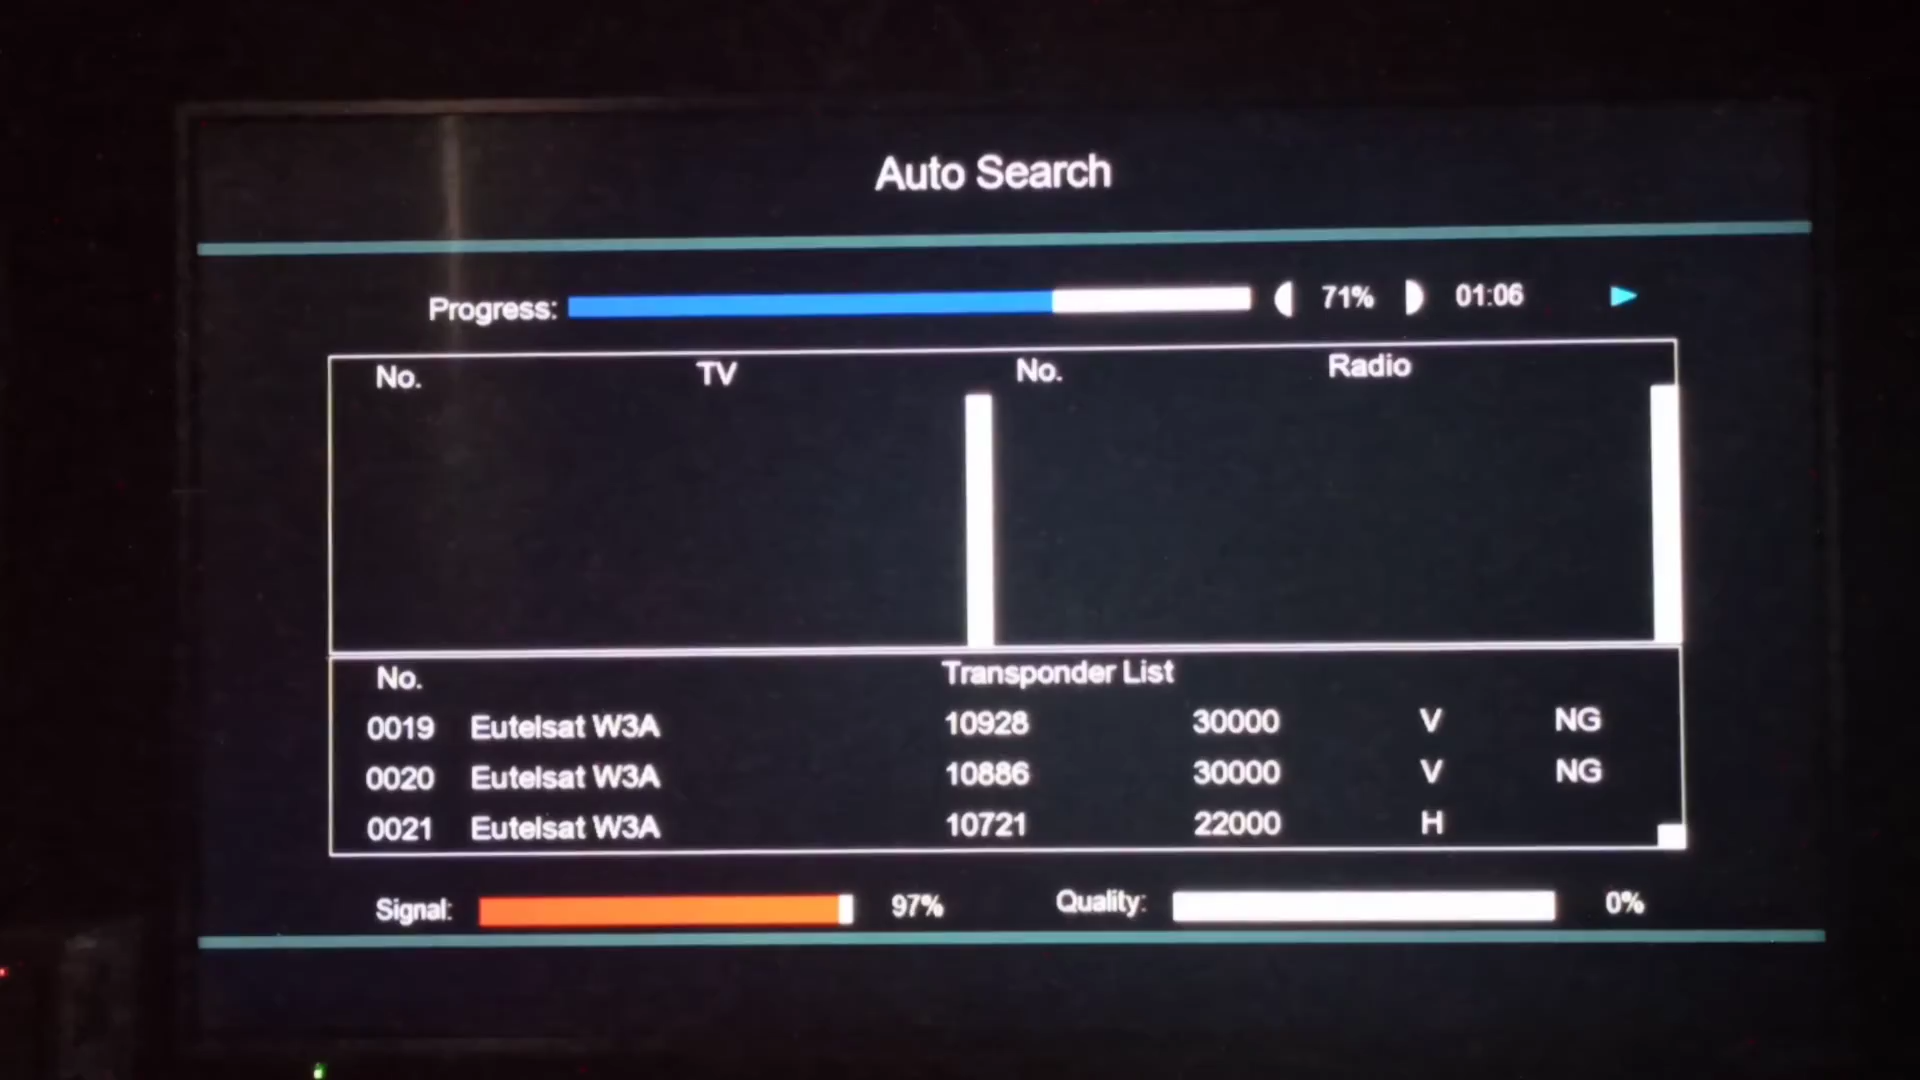 Auto Search
Progress: 71% 01:06
No. TV No. Radio
No. Transponder List
0019 Eutelsat W3A 10928 30000 V NG
0020 Eutelsat W3A 10886 30000 V NG
0021 Eutelsat W3A 10721 22000 H
Signal: 97% Quality: 0%